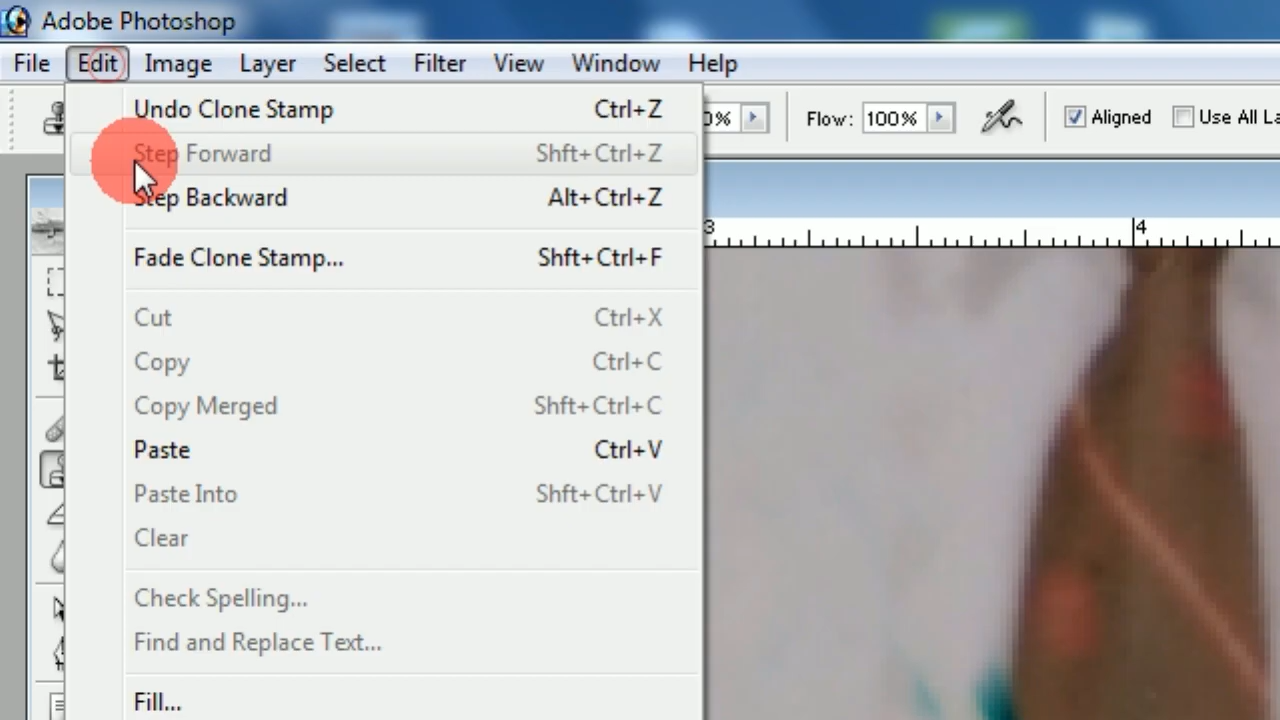 Adobe Photoshop
File Edit Image Layer Select Filter View Window Help
Flow: 100% Aligned Use All
Undo Clone Stamp Ctrl+Z
Step Forward Shft+Ctrl+Z
Step Backward Alt+Ctrl+Z
3 4
Fade Clone Stamp... Shft+Ctrl+F
Cut Ctrl+X
Copy Ctrl+C
Copy Merged Shft+Ctrl+C
Paste Ctrl+V
Paste Into Shft+Ctrl+V
Clear
Check Spelling...
Find and Replace Text...
Fill...